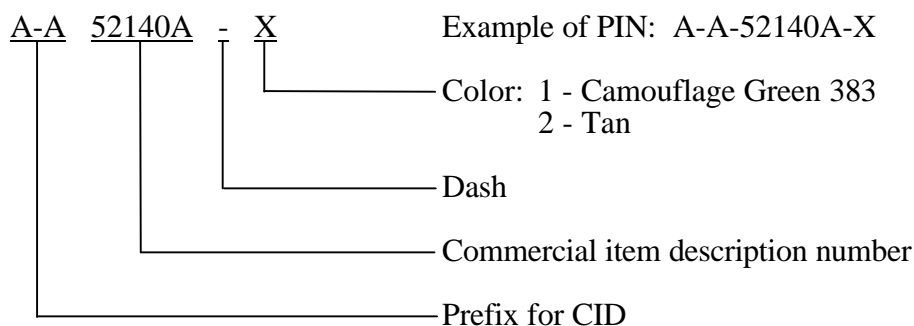 A-A 52140A - X Example of PIN: A-A-52140A-X
Color: 1 - Camouflage Green 383
2 - Tan
Dash
Commercial item description number
Prefix for CID